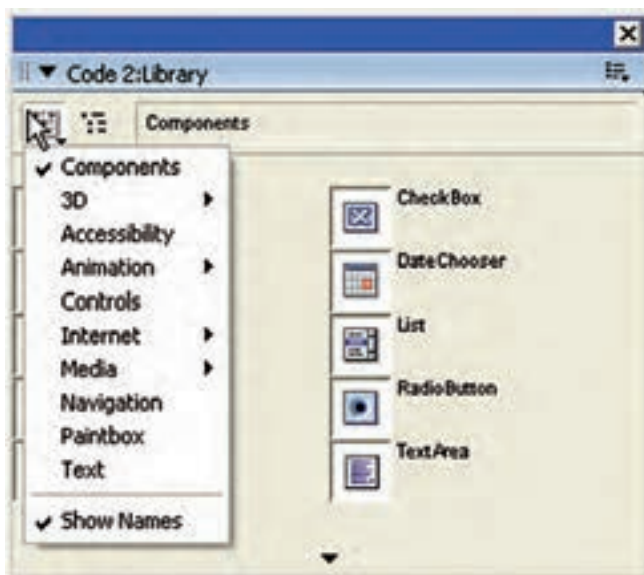 Code 2:Library
Components
Components
3D
Accessibility
Animation
Controls
Internet
Media
Navigation
Paintbox
Text
Show Names
CheckBox
DateChooser
List
RadioButton
TextArea